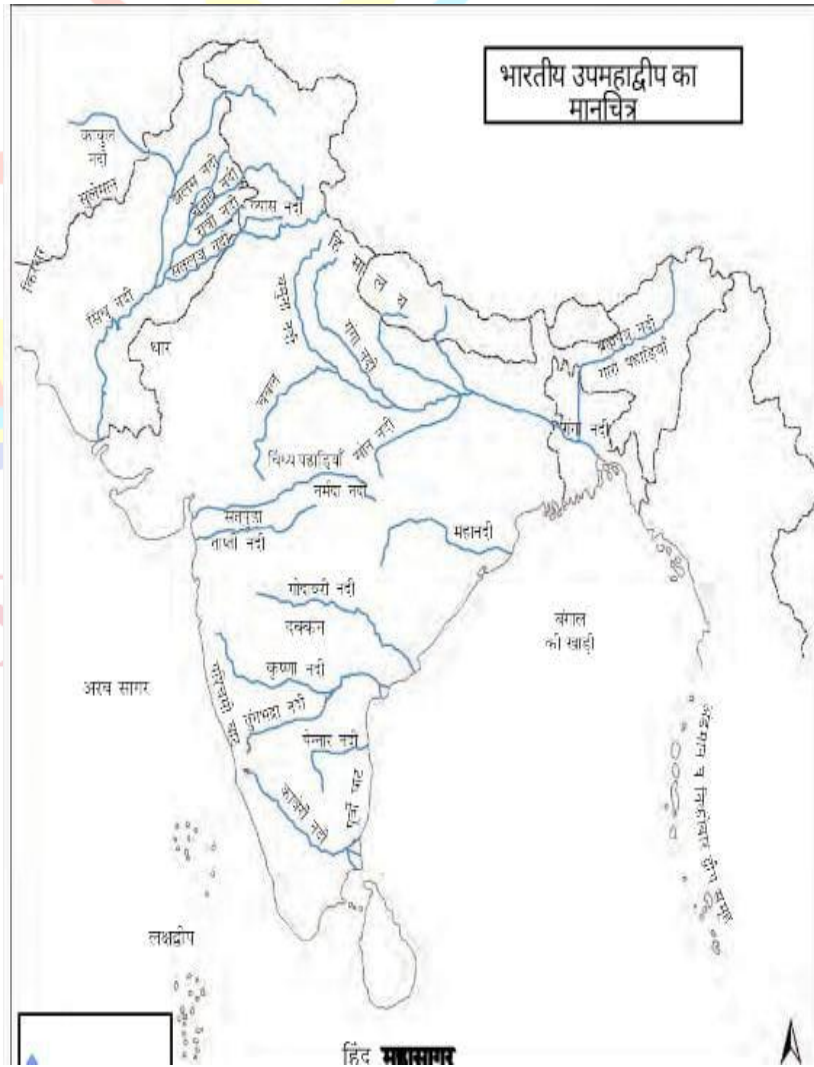 भारतीय उपमहाद्वीप का
मानचित्र
काबुल
नदी
सुलेमान
किरथर
झेलम नदी
चेनाब नदी
रावी नदी
व्यास नदी
सतलुज नदी
सिंधु नदी
थार
हिमालय
यमुना नदी
गंगा नदी
चंबल
सोन नदी
ब्रह्मपुत्र नदी
गारो पहाड़ियाँ
गंगा नदी
विंध्य पहाड़ियाँ
नर्मदा नदी
सतपुड़ा
ताप्ती नदी
महानदी
गोदावरी नदी
दक्कन
बंगाल
की खाड़ी
कृष्णा नदी
अरब सागर
पश्चिमी घाट
तुंगभद्रा नदी
पेन्नार नदी
पूर्वी घाट
कावेरी नदी
अंडमान व निकोबार द्वीप समूह
लक्षद्वीप
हिंद महासागर